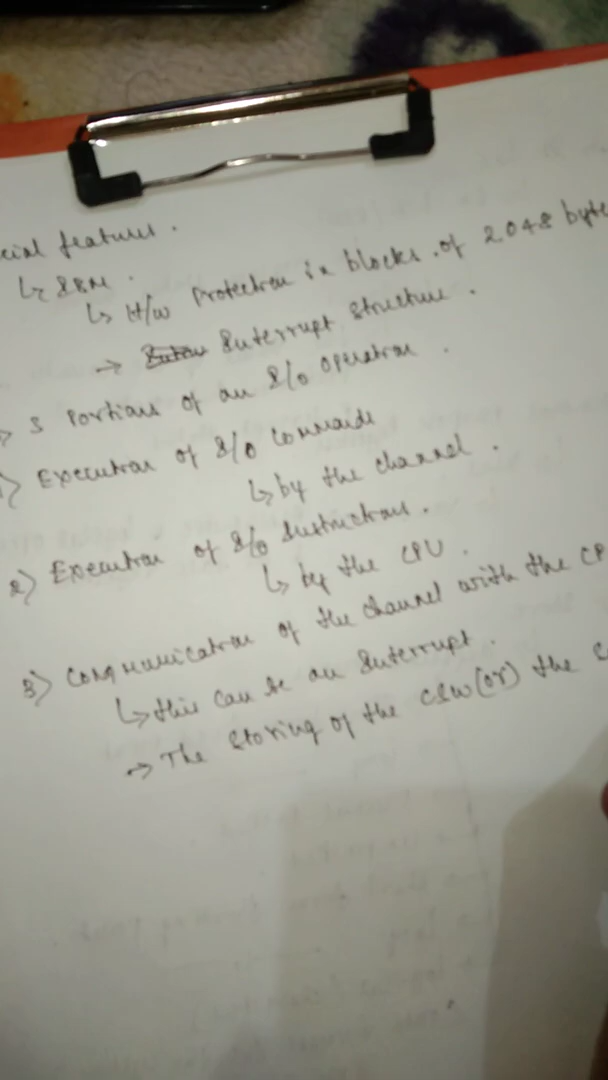 cial features.
↳ IBM.
↳ H/w protection in blocks of 2048 byte
→ Interrupt structure.
> 3 portions of an I/O operation.
1) Execution of I/O commands
↳ by the channel.
2) Execution of I/O Instructions.
↳ by the CPU.
3) Communication of the channel with the CP
↳ this can be an Interrupt.
→ The storing of the CSW (or) the C